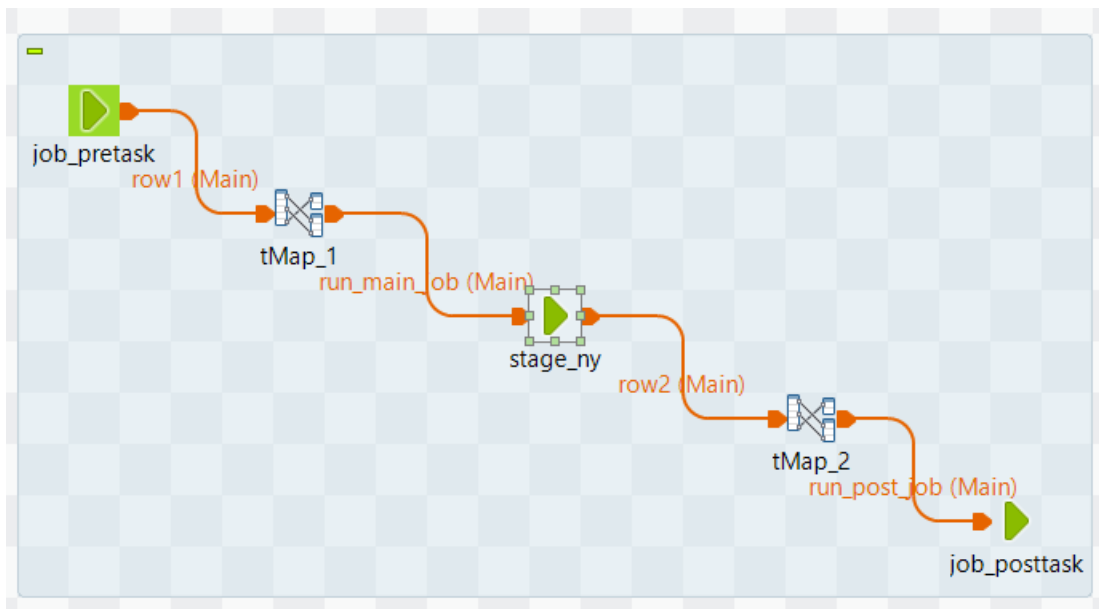 job_pretask
row1 (Main)
tMap_1
run_main_job (Main)
stage_ny
row2 (Main)
tMap_2
run_post_job (Main)
job_posttask